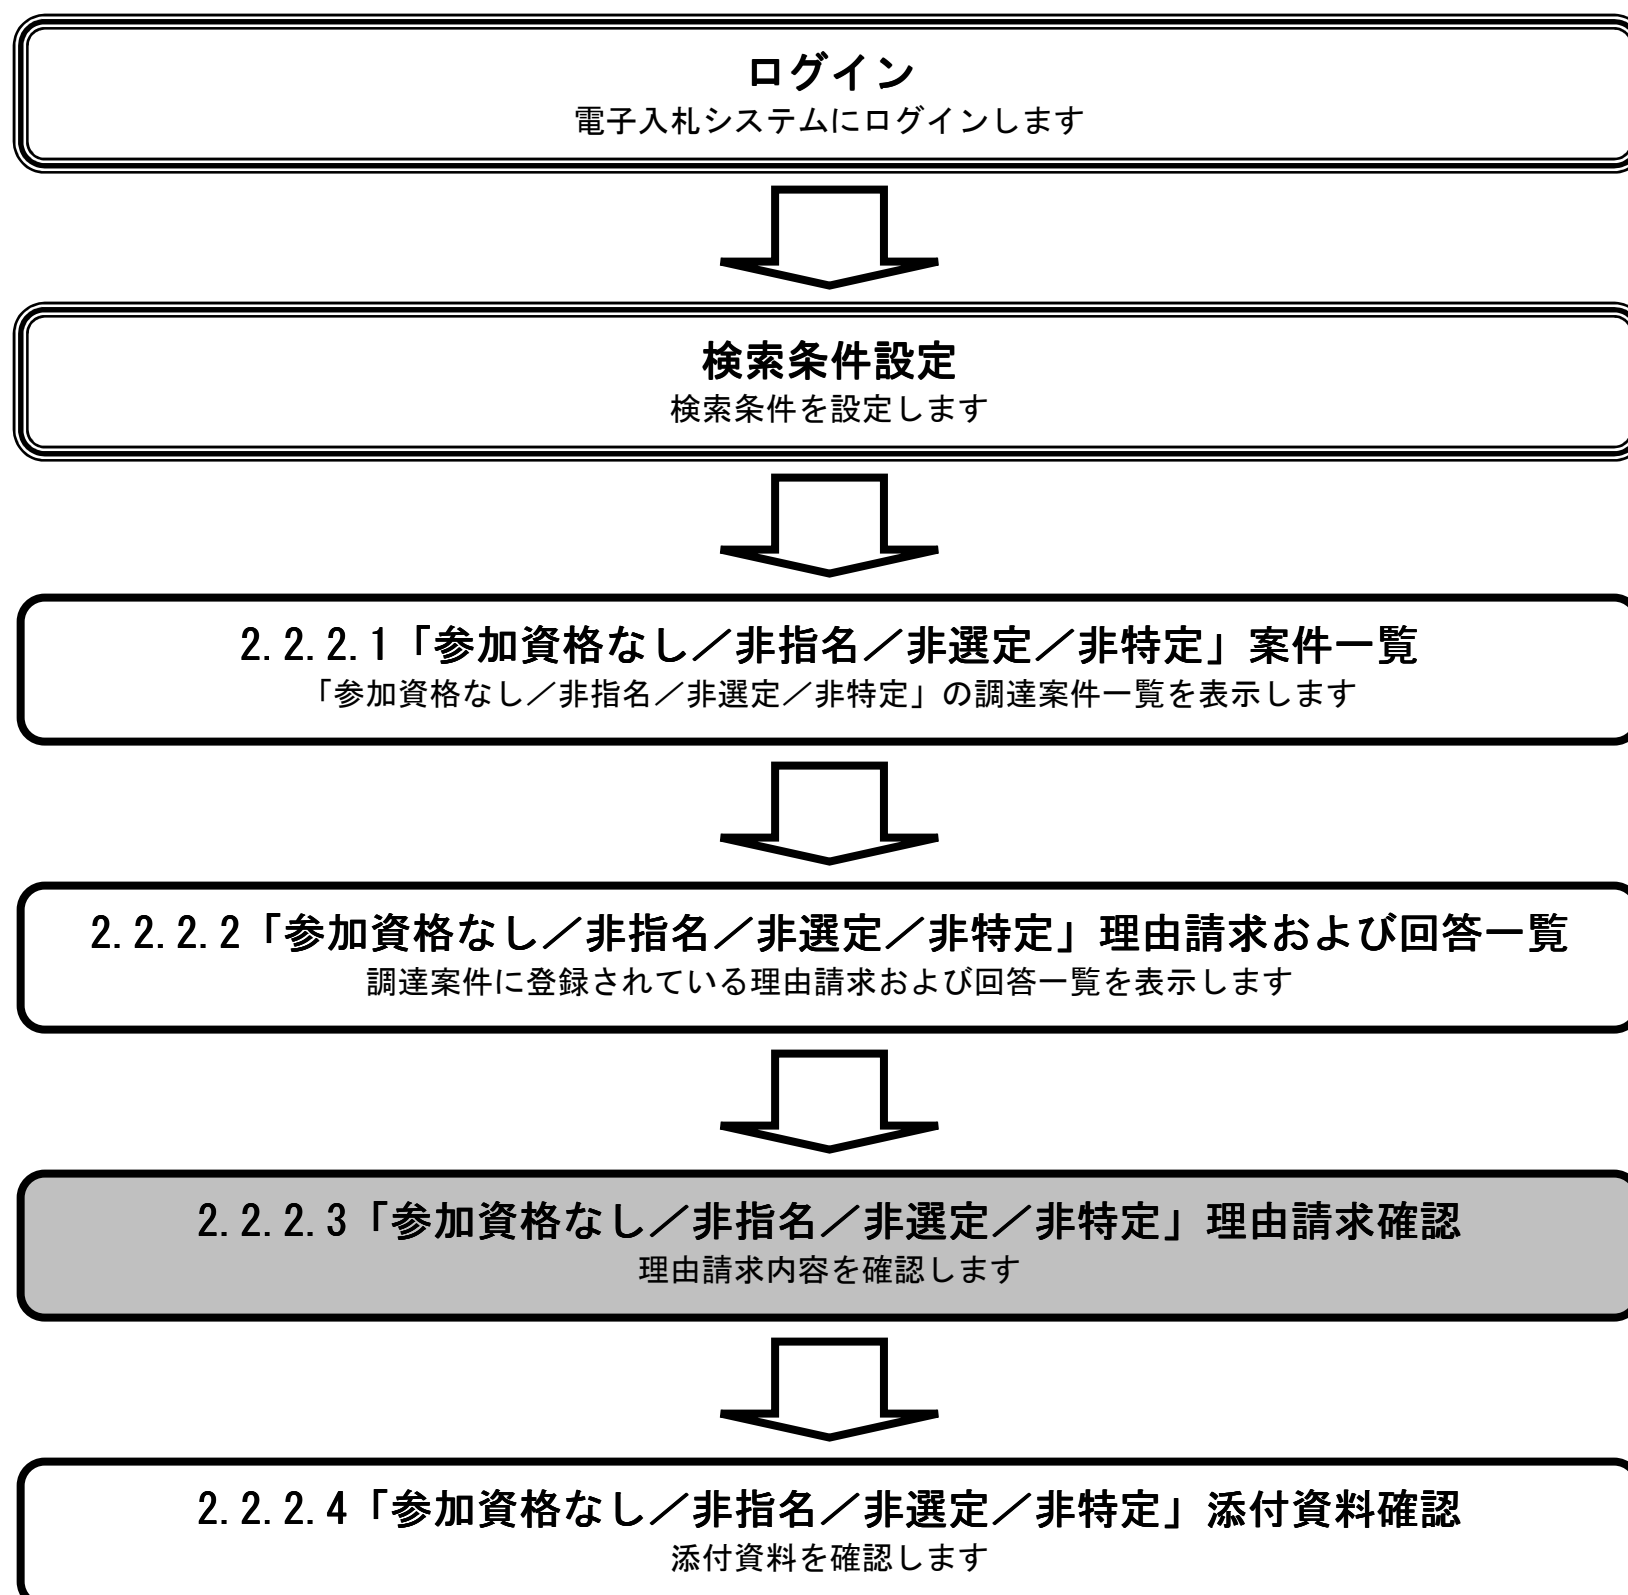 ログイン
電子入札システムにログインします
検索条件設定
検索条件を設定します
2.2.2.1「参加資格なし／非指名／非選定／非特定」案件一覧
「参加資格なし／非指名／非選定／非特定」の調達案件一覧を表示します
2.2.2.2「参加資格なし／非指名／非選定／非特定」理由請求および回答一覧
調達案件に登録されている理由請求および回答一覧を表示します
2.2.2.3「参加資格なし／非指名／非選定／非特定」理由請求確認
理由請求内容を確認します
2.2.2.4「参加資格なし／非指名／非選定／非特定」添付資料確認
添付資料を確認します